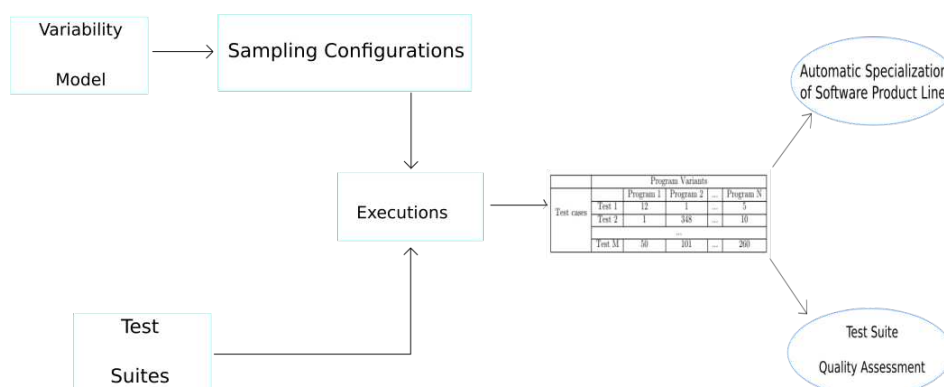 Variability
Model
Sampling Configurations
Automatic Specialization
of Software Product Line
Executions
Program Variants
Program 1 Program 2 ... Program N
Test cases
Test 1 12 1 ... 5
Test 2 1 348 ... 10
...
Test M 50 101 ... 260
Test
Suites
Test Suite
Quality Assessment